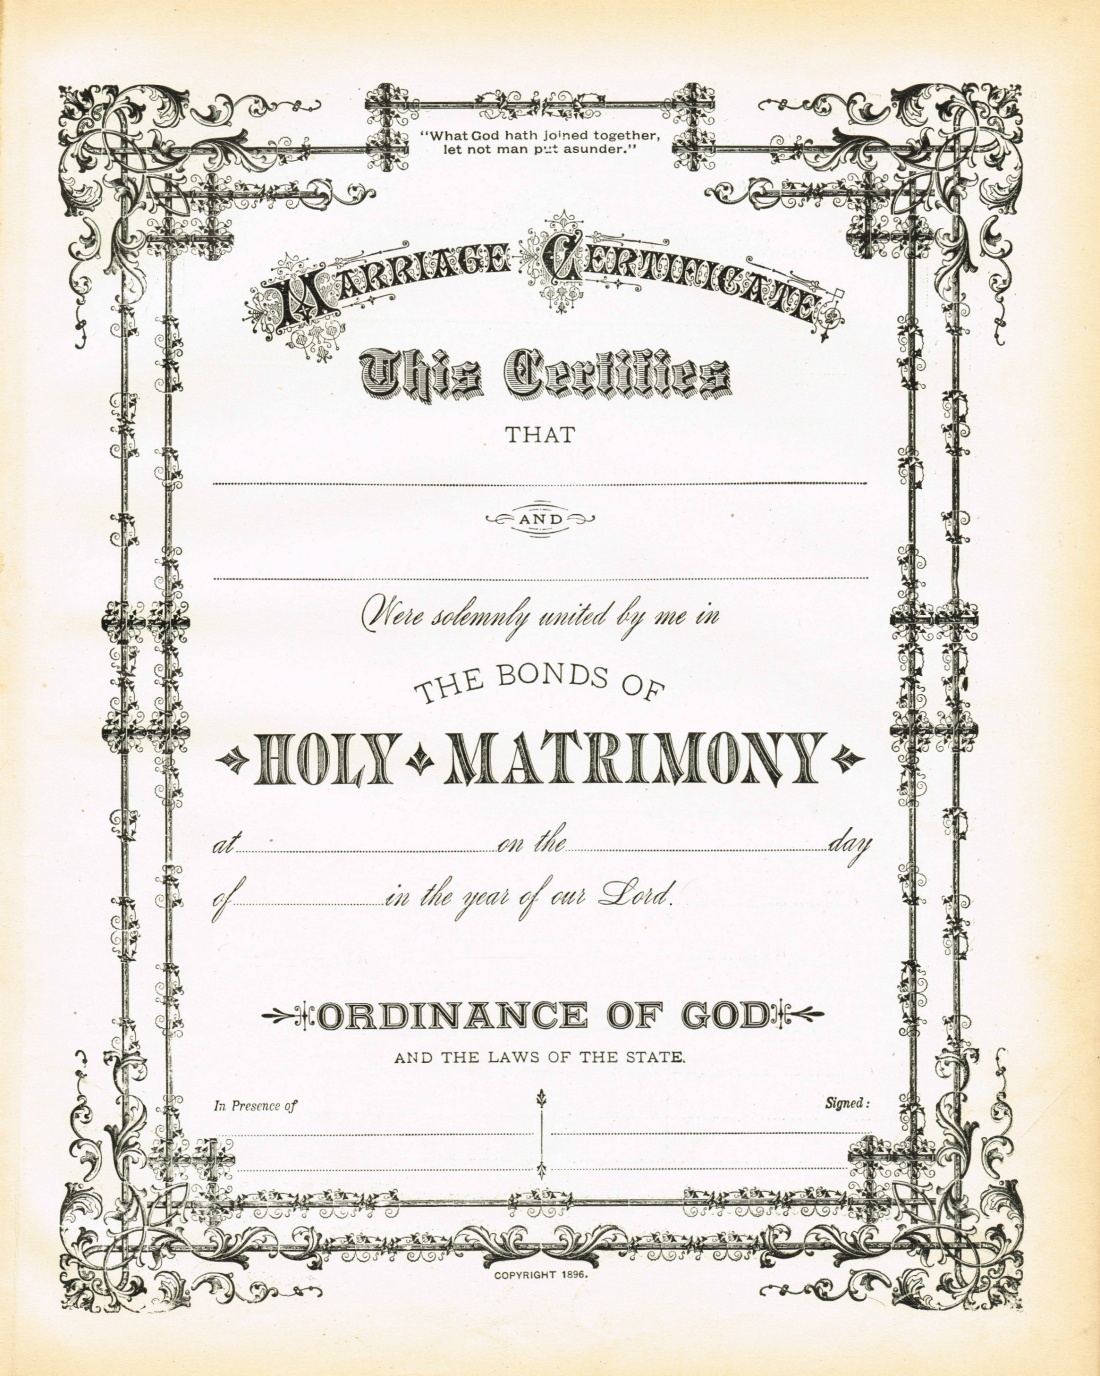 "What God hath joined together,
let not man put asunder."
MARRIAGE CERTIFICATE
This Certifies
THAT
AND
Were solemnly united by me in
THE BONDS OF
HOLY MATRIMONY
at on the day
of in the year of our Lord.
ORDINANCE OF GOD
AND THE LAWS OF THE STATE.
In Presence of Signed:
COPYRIGHT 1896.